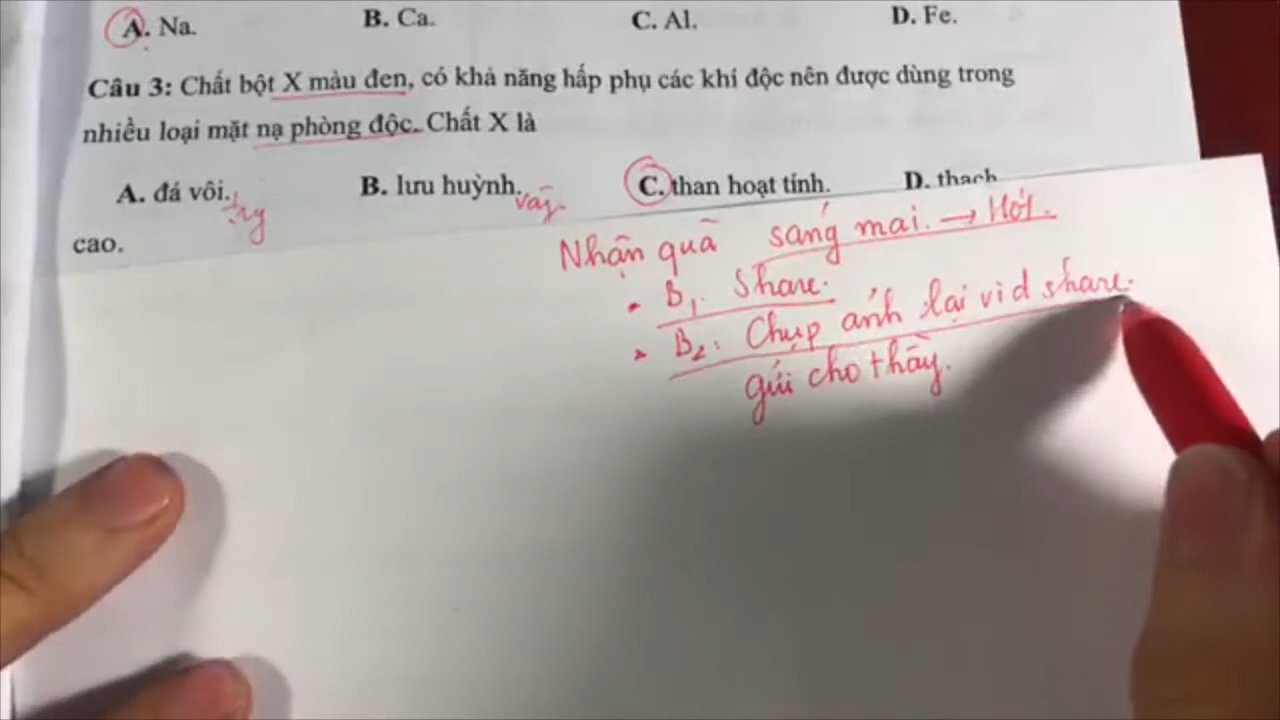 A. Na. B. Ca. C. Al. D. Fe.
Câu 3: Chất bột X màu đen, có khả năng hấp phụ các khí độc nên được dùng trong
nhiều loại mặt nạ phòng độc. Chất X là
A. đá vôi. B. lưu huỳnh. C. than hoạt tính. D. thạch
cao.
Nhận quà sáng mai. →
B1. Share.
B2: Chụp ảnh lại vid share.
gửi cho thầy.